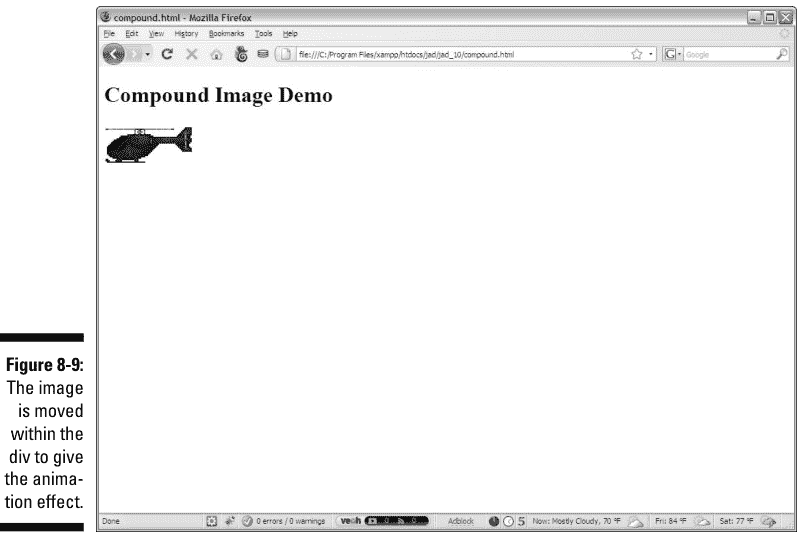 compound.html - Mozilla Firefox
File Edit View History Bookmarks Tools Help
file:///C:/Program Files/xampp/htdocs/jad/jad_10/compound.html
G
Google
Compound Image Demo
Figure 8-9:
The image
is moved
within the
div to give
the anima-
tion effect.
Done
0 errors / 0 warnings
veoh
Adblock
5
Now: Mostly Cloudy, 70 °F
Fri: 84 °F
Sat: 77 °F